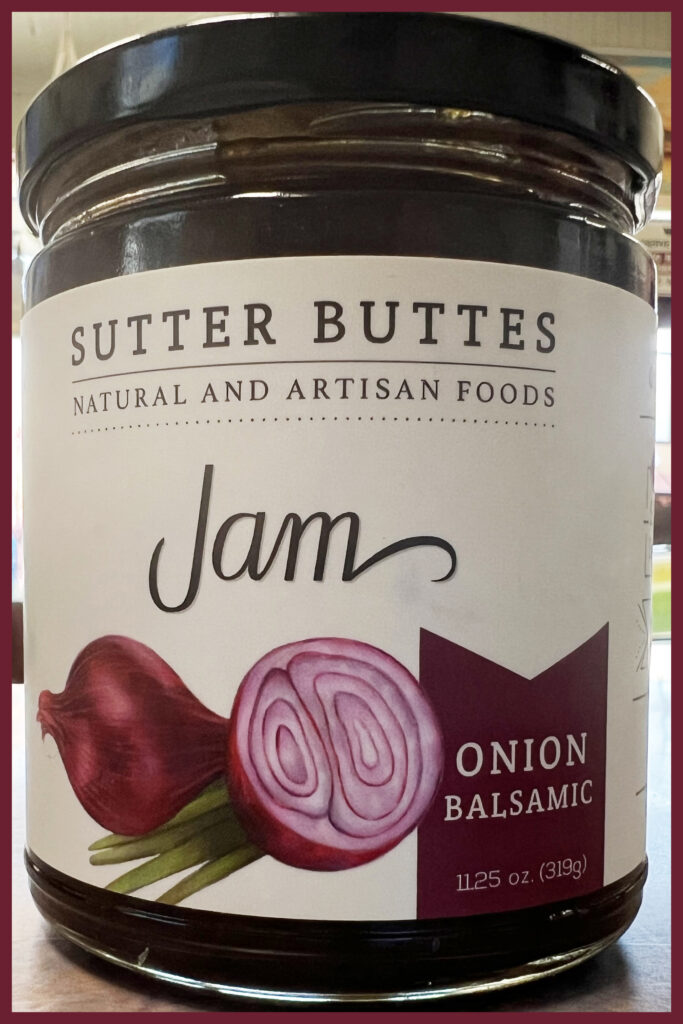 SUTTER BUTTES
NATURAL AND ARTISAN FOODS
Jam
ONION
BALSAMIC
11.25 oz. (319g)